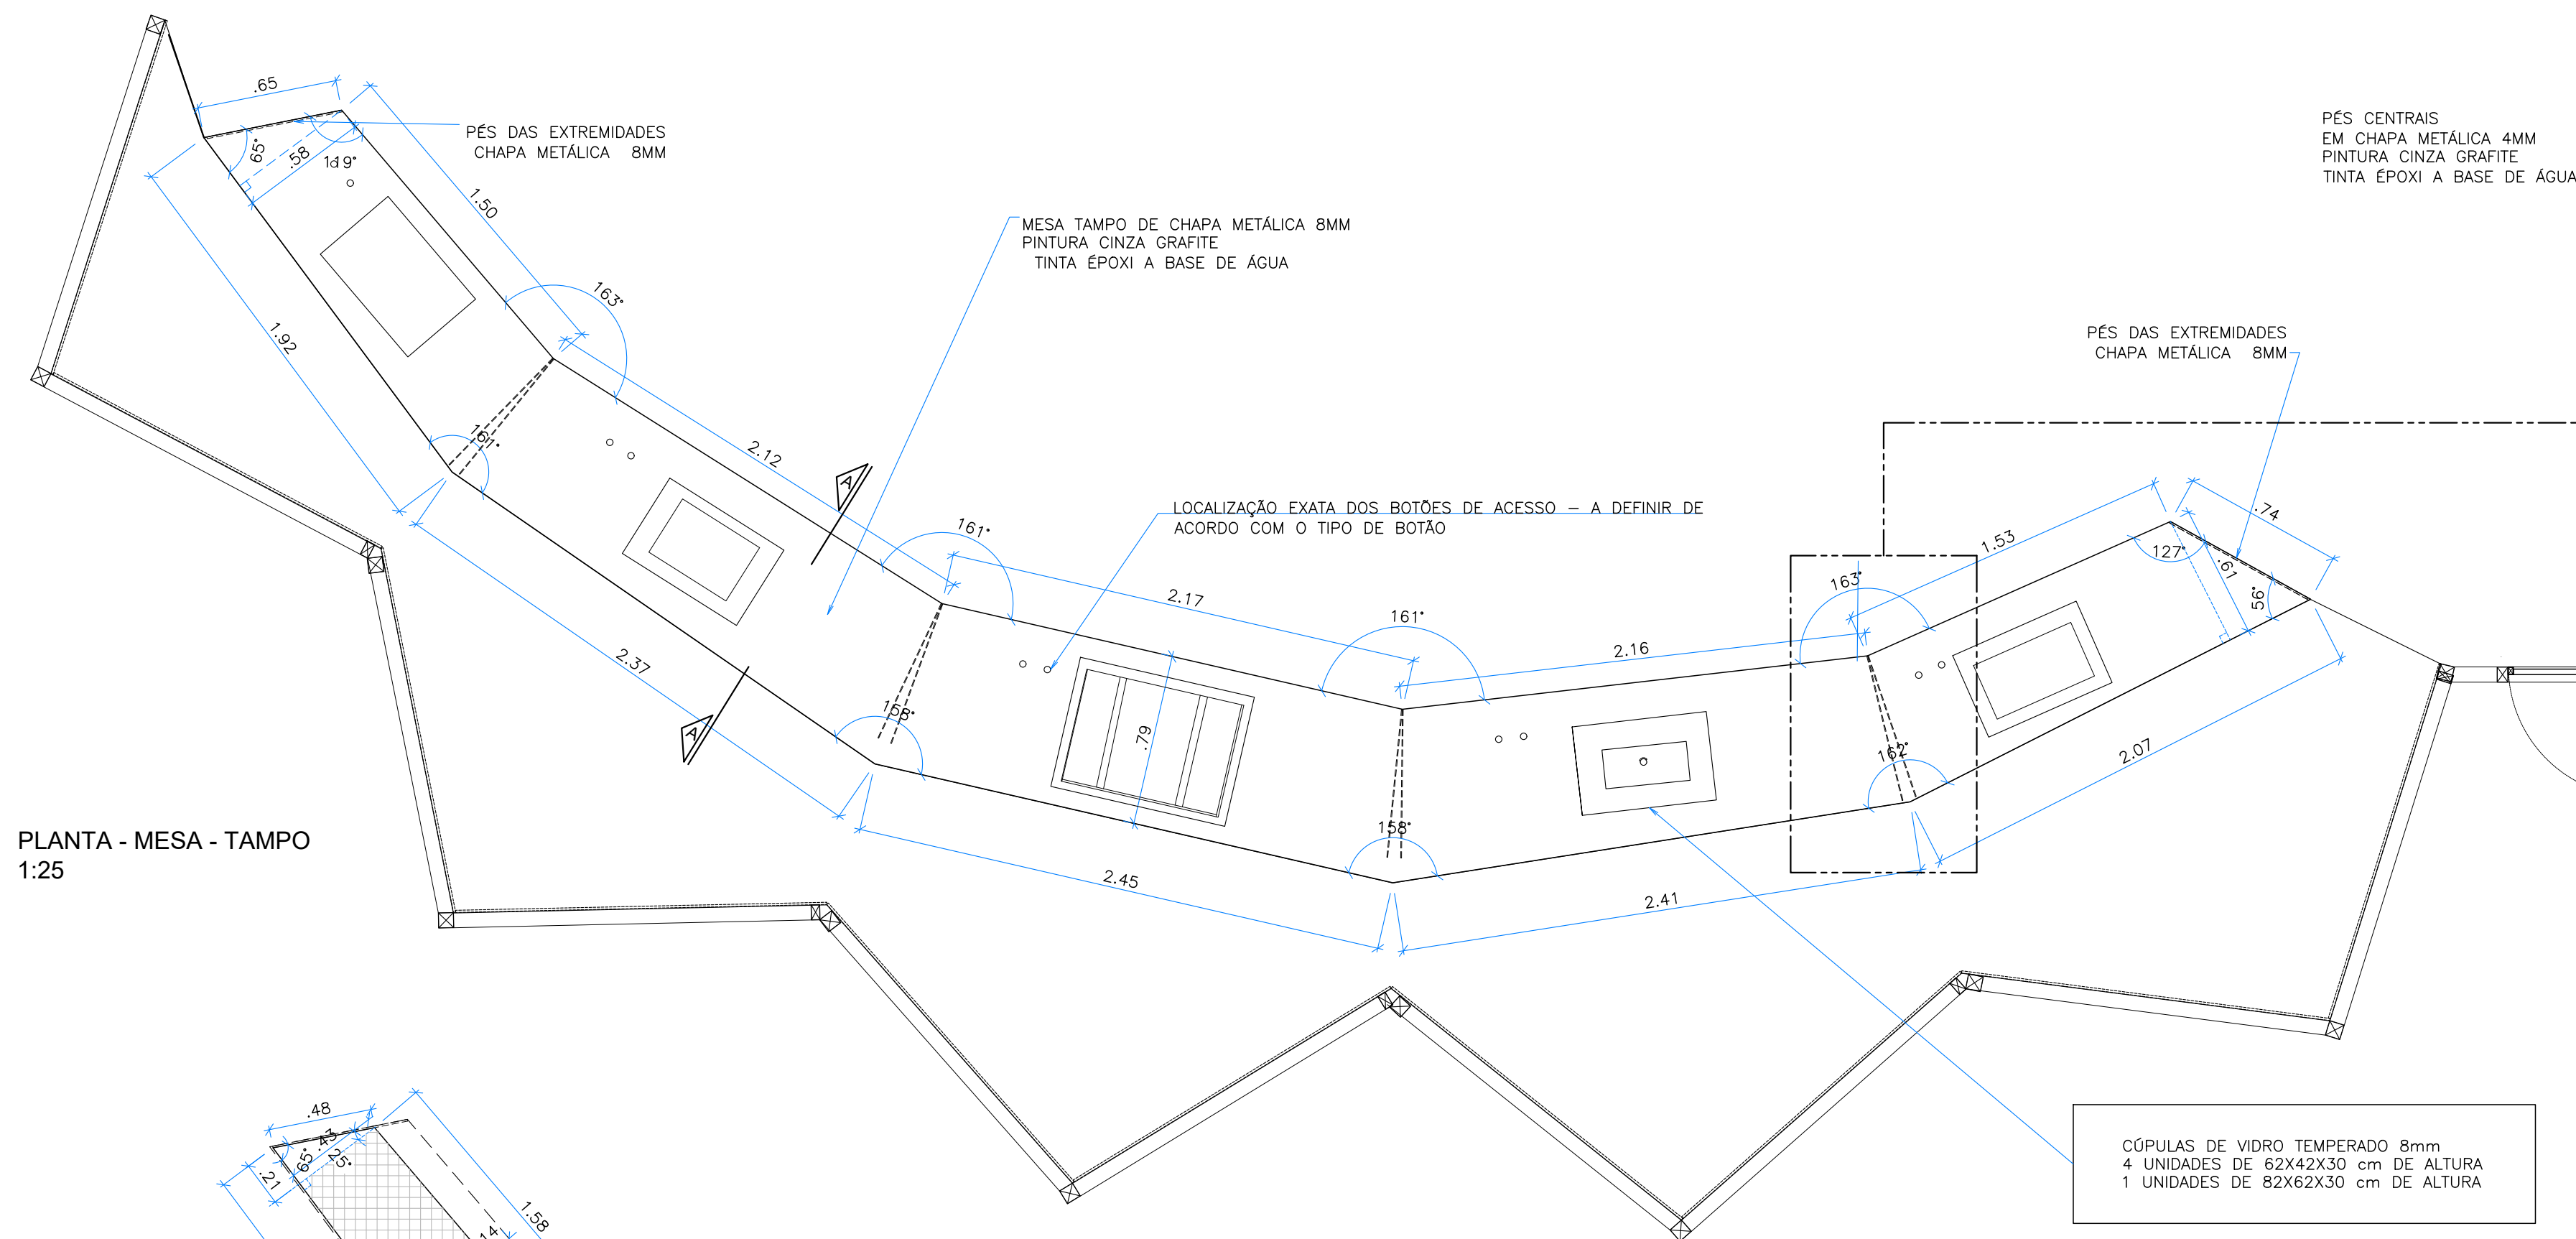 .65
PÉS DAS EXTREMIDADES
CHAPA METÁLICA 8MM
65°
.58
1.50
1.92
163°
161°
MESA TAMPO DE CHAPA METÁLICA 8MM
PINTURA CINZA GRAFITE
TINTA ÉPOXI A BASE DE ÁGUA
PÉS CENTRAIS
EM CHAPA METÁLICA 4MM
PINTURA CINZA GRAFITE
TINTA ÉPOXI A BASE DE ÁGUA
2.12
A
2.37
A
158°
LOCALIZAÇÃO EXATA DOS BOTÕES DE ACESSO – A DEFINIR DE
ACORDO COM O TIPO DE BOTÃO
161°
2.17
.79
161°
2.45
158°
2.16
2.41
PÉS DAS EXTREMIDADES
CHAPA METÁLICA 8MM
163°
1.53
127°
.74
.61
56°
162°
2.07
PLANTA - MESA - TAMPO
1:25
.48
.43
65°
25°
.21
1.58
14
CÚPULAS DE VIDRO TEMPERADO 8mm
4 UNIDADES DE 62X42X30 cm DE ALTURA
1 UNIDADES DE 82X62X30 cm DE ALTURA